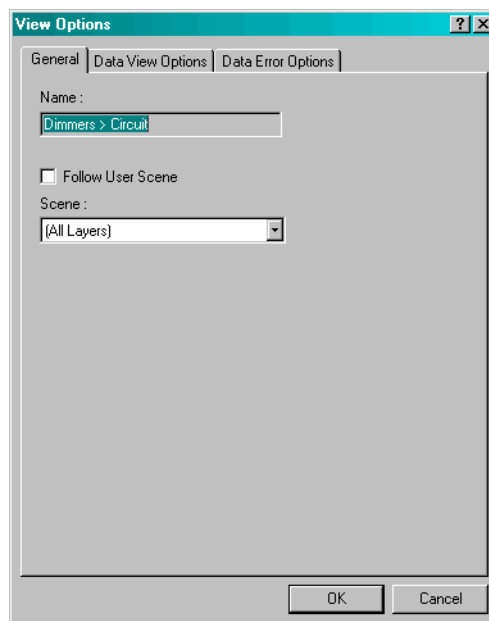 View Options
General Data View Options Data Error Options
Name :
Dimmers > Circuit
Follow User Scene
Scene :
(All Layers)
OK Cancel